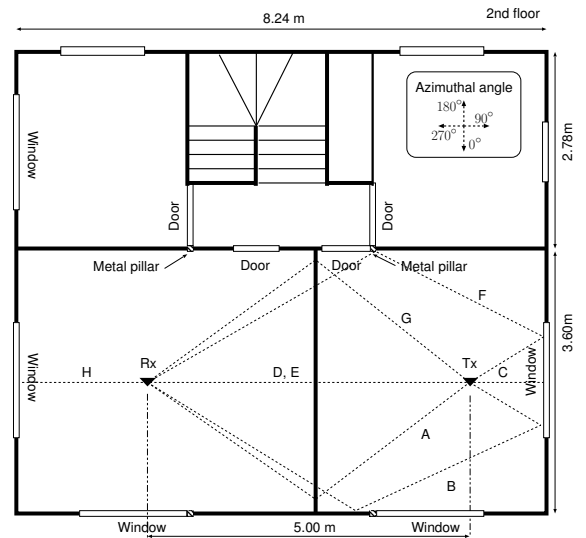 2nd floor
8.24 m
Azimuthal angle
180°
90°
270°
0°
2.78m
Window
Door
Door
Metal pillar
Door
Door
Metal pillar
F
G
3.60m
Window
H
Rx
D, E
Tx
C
Window
A
B
Window
5.00 m
Window